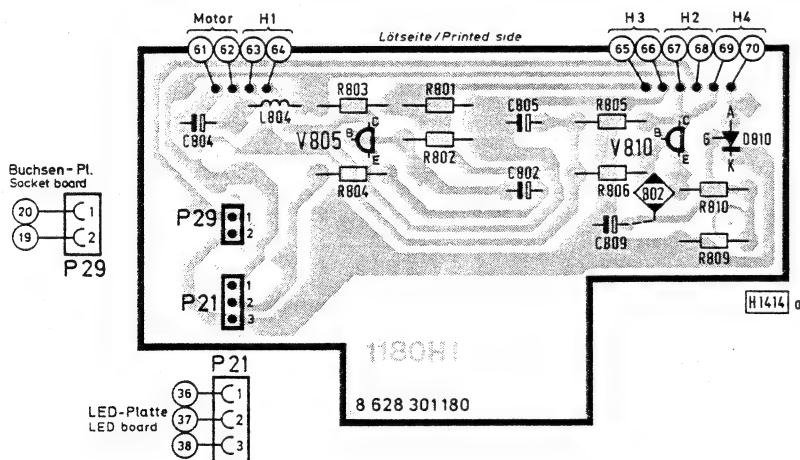 Motor H1 H3 H2 H4
61 62 63 64 Lötseite/Printed side 65 66 67 68 69 70
R803 R801 C805 R805 A
L804
C804 V805 B C E R802 V810 B C E G D810 K
Buchsen-Pl.
Socket board
R804 C802 R806 802 R810
20 1 P29 1 2
19 2 C809
P29 R809
P21 1 2 3
H1414 a
1180H1
P21
36 1
LED-Platte 37 2 8 628 301 180
LED board
38 3